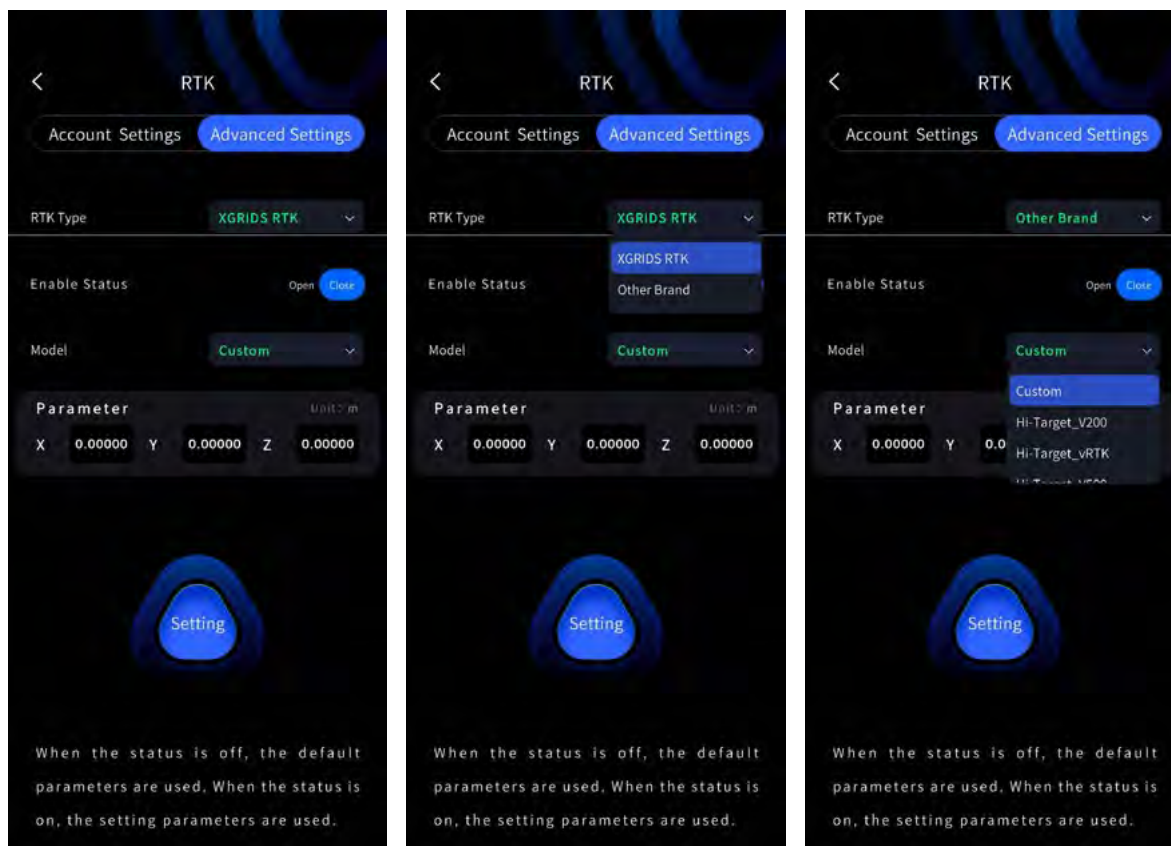 RTK
Account Settings Advanced Settings
RTK Type XGRIDS RTK
Enable Status Open Close
Model Custom
Parameter Unit: m
X 0.00000 Y 0.00000 Z 0.00000
Setting
When the status is off, the default
parameters are used. When the status is
on, the setting parameters are used.
RTK
Account Settings Advanced Settings
RTK Type XGRIDS RTK
XGRIDS RTK
Enable Status
Other Brand
Model Custom
Parameter Unit: m
X 0.00000 Y 0.00000 Z 0.00000
Setting
When the status is off, the default
parameters are used. When the status is
on, the setting parameters are used.
RTK
Account Settings Advanced Settings
RTK Type Other Brand
Enable Status Open Close
Model Custom
Custom
Parameter
Hi-Target_V200
X 0.00000 Y 0.0
Hi-Target_vRTK
Setting
When the status is off, the default
parameters are used. When the status is
on, the setting parameters are used.